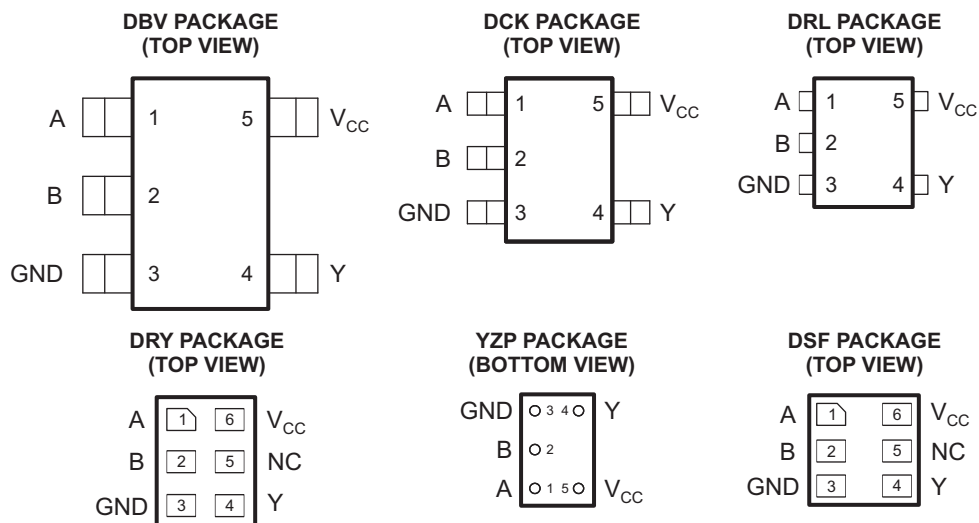 DBV PACKAGE
(TOP VIEW)
A 1 5 VCC
B 2
GND 3 4 Y
DCK PACKAGE
(TOP VIEW)
A 1 5 VCC
B 2
GND 3 4 Y
DRL PACKAGE
(TOP VIEW)
A 1 5 VCC
B 2
GND 3 4 Y
DRY PACKAGE
(TOP VIEW)
A 1 6 VCC
B 2 5 NC
GND 3 4 Y
YZP PACKAGE
(BOTTOM VIEW)
GND 3 4 Y
B 2
A 1 5 VCC
DSF PACKAGE
(TOP VIEW)
A 1 6 VCC
B 2 5 NC
GND 3 4 Y